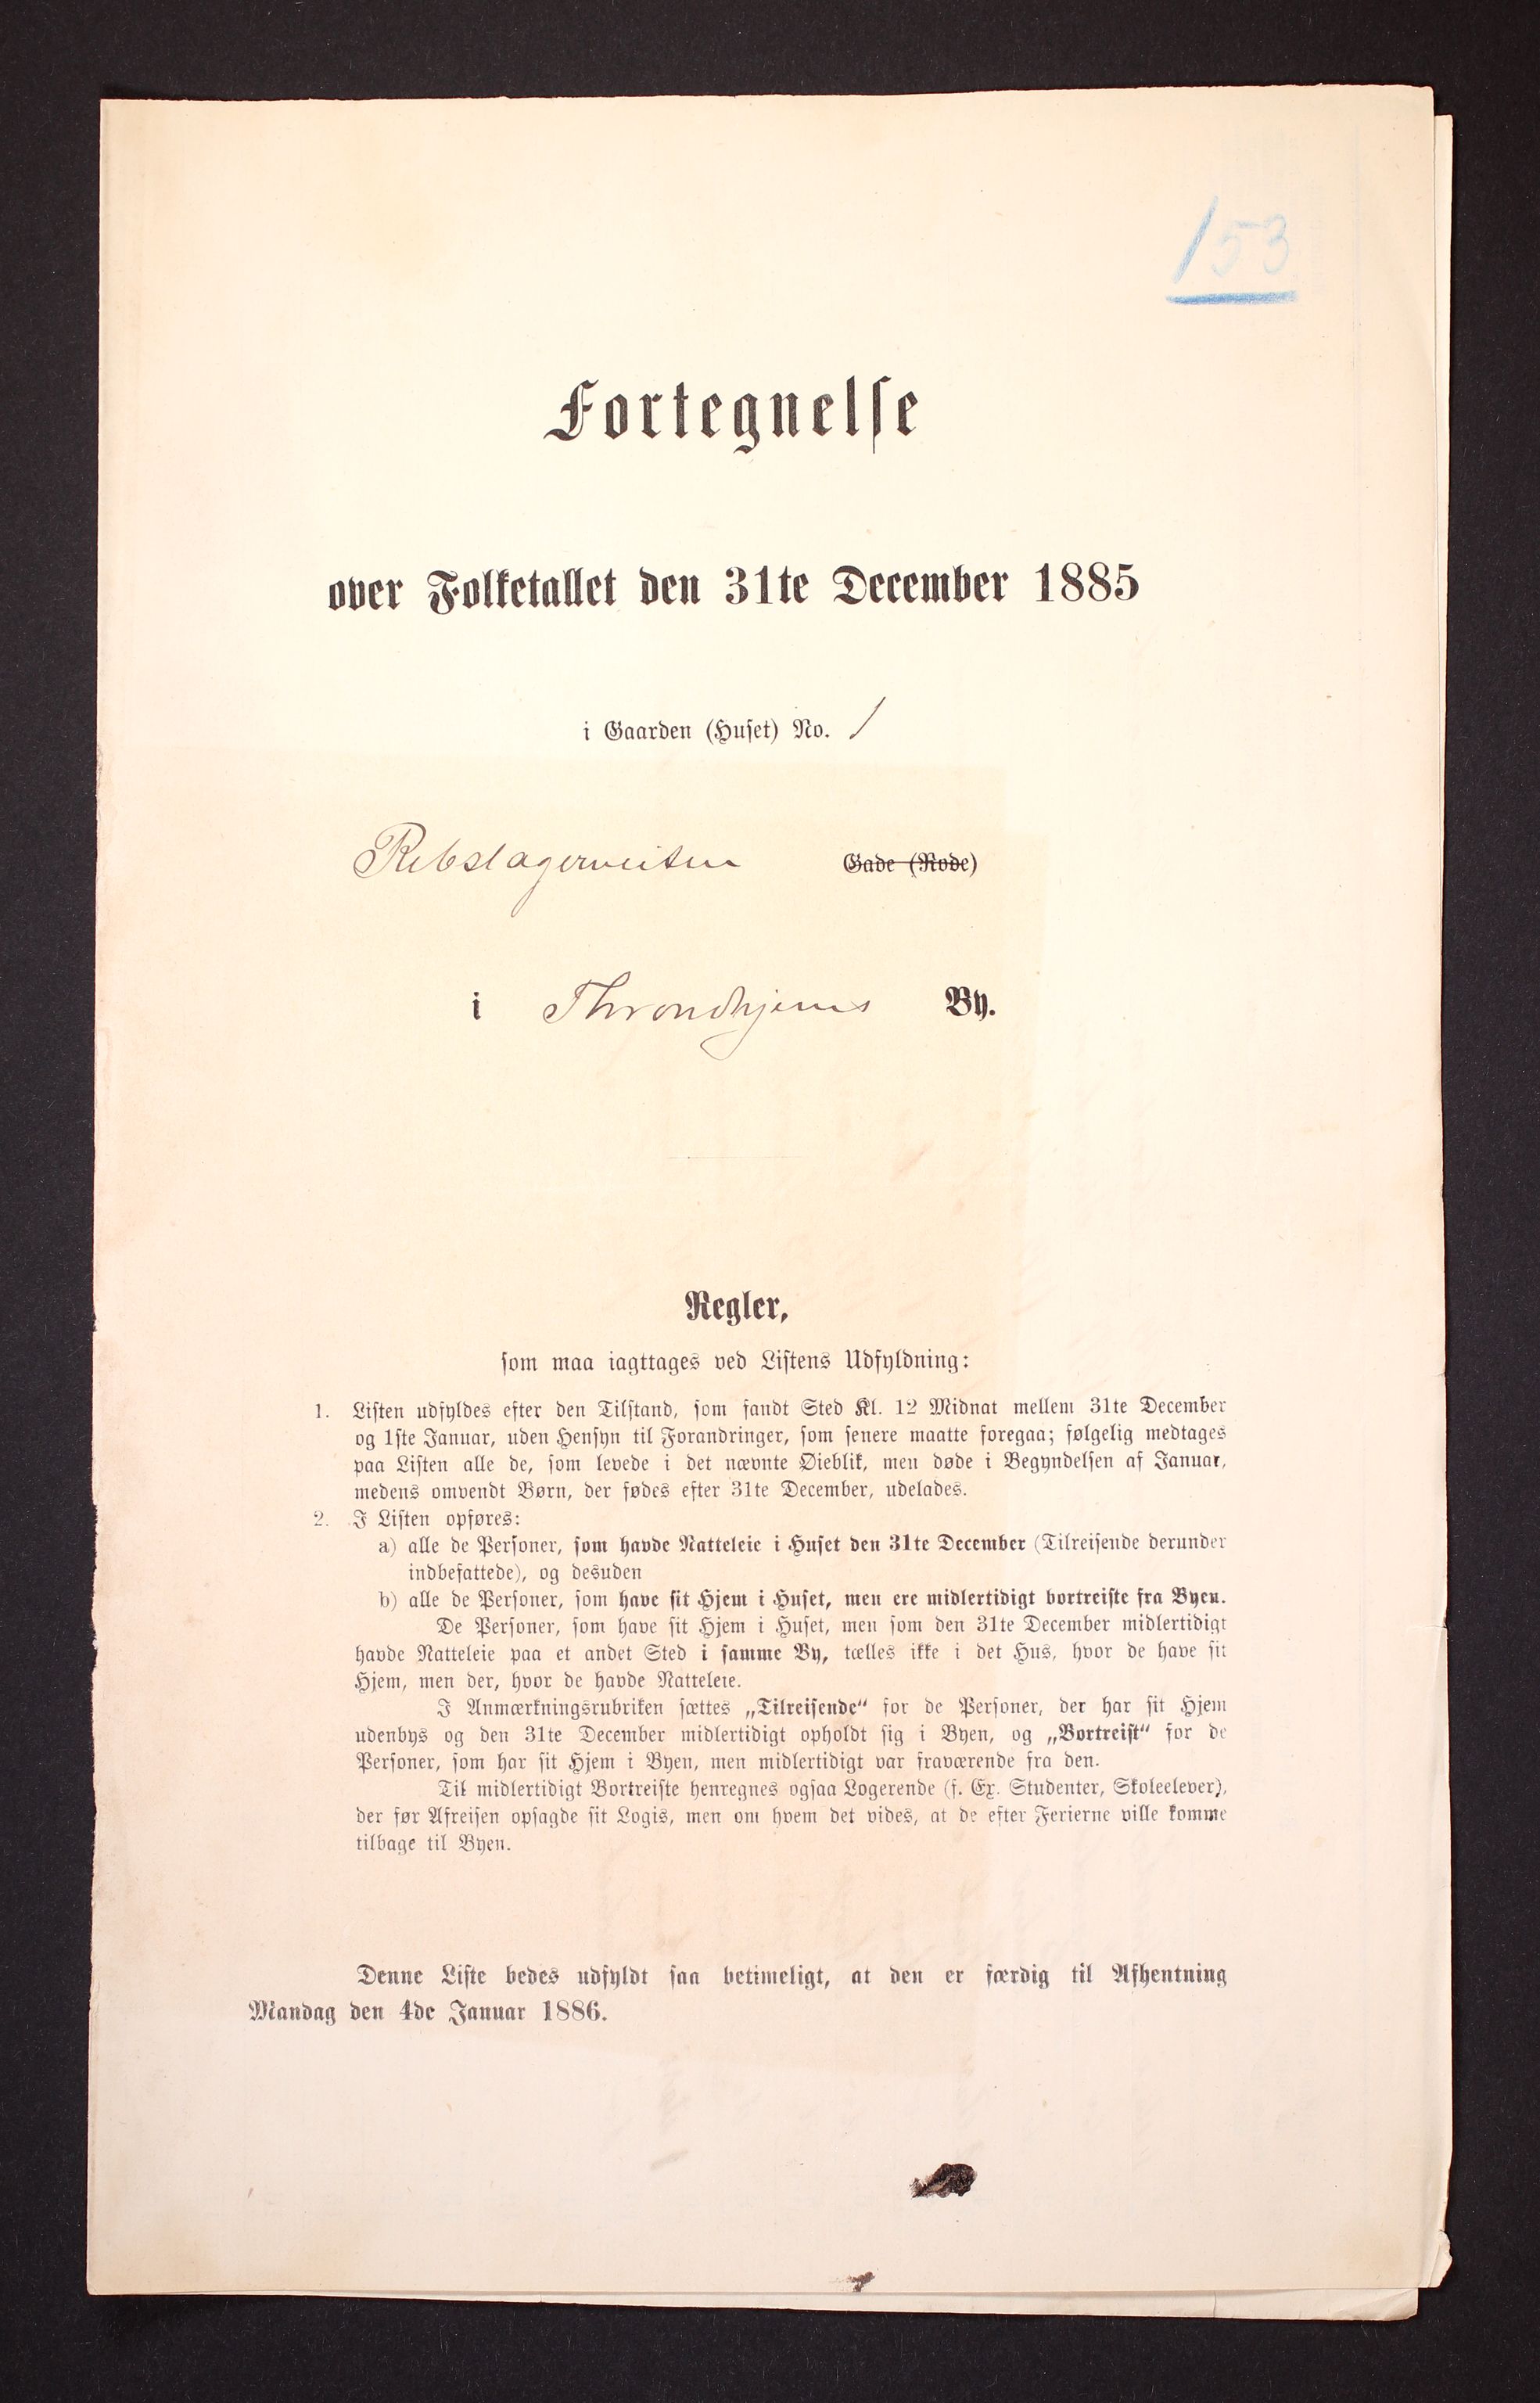 153
Fortegnelse
over Folketallet den 31te December 1885
i Gaarden (Huset) No. 1
Rebslagerveiten Gade (Rode)
i Throndhjems By.
Regler,
som maa iagttages ved Listens Udfyldning:
1. Listen udfyldes efter den Tilstand, som fandt Sted Kl. 12 Midnat mellem 31te December
og 1ste Januar, uden Hensyn til Forandringer, som senere maatte foregaa; følgelig medtages
paa Listen alle de, som levede i det nævnte Øieblik, men døde i Begyndelsen af Januar,
medens omvendt Børn, der fødes efter 31te December, udelades.
2. I Listen opføres:
a) alle de Personer, som havde Natteleie i Huset den 31te December (Tilreisende derunder
indbefattede), og desuden
b) alle de Personer, som have sit Hjem i Huset, men ere midlertidigt bortreiste fra Byen.
De Personer, som have sit Hjem i Huset, men som den 31te December midlertidigt
havde Natteleie paa et andet Sted i samme By, tælles ikke i det Hus, hvor de have sit
Hjem, men der, hvor de havde Natteleie.
I Anmærkningsrubriken sættes „Tilreisende“ for de Personer, der har sit Hjem
udenbys og den 31te December midlertidigt opholdt sig i Byen, og „Bortreist“ for de
Personer, som har sit Hjem i Byen, men midlertidigt var fraværende fra den.
Til midlertidigt Bortreiste henregnes ogsaa Logerende (f. Ex. Studenter, Skoleelever),
der før Afreisen opsagde sit Logis, men om hvem det vides, at de efter Ferierne ville komme
tilbage til Byen.
Denne Liste bedes udfyldt saa betimeligt, at den er færdig til Afhentning
Mandag den 4de Januar 1886.